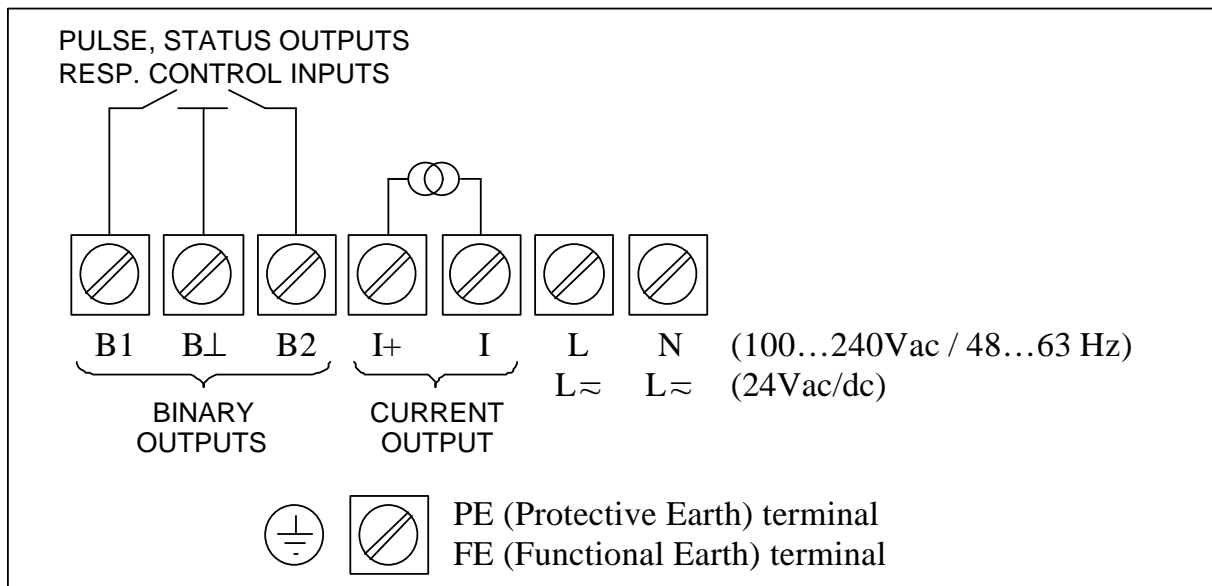 PULSE, STATUS OUTPUTS
RESP. CONTROL INPUTS
B1 B⊥ B2 I+ I L N (100…240Vac / 48…63 Hz)
L≂ L≂ (24Vac/dc)
BINARY OUTPUTS
CURRENT OUTPUT
PE (Protective Earth) terminal
FE (Functional Earth) terminal